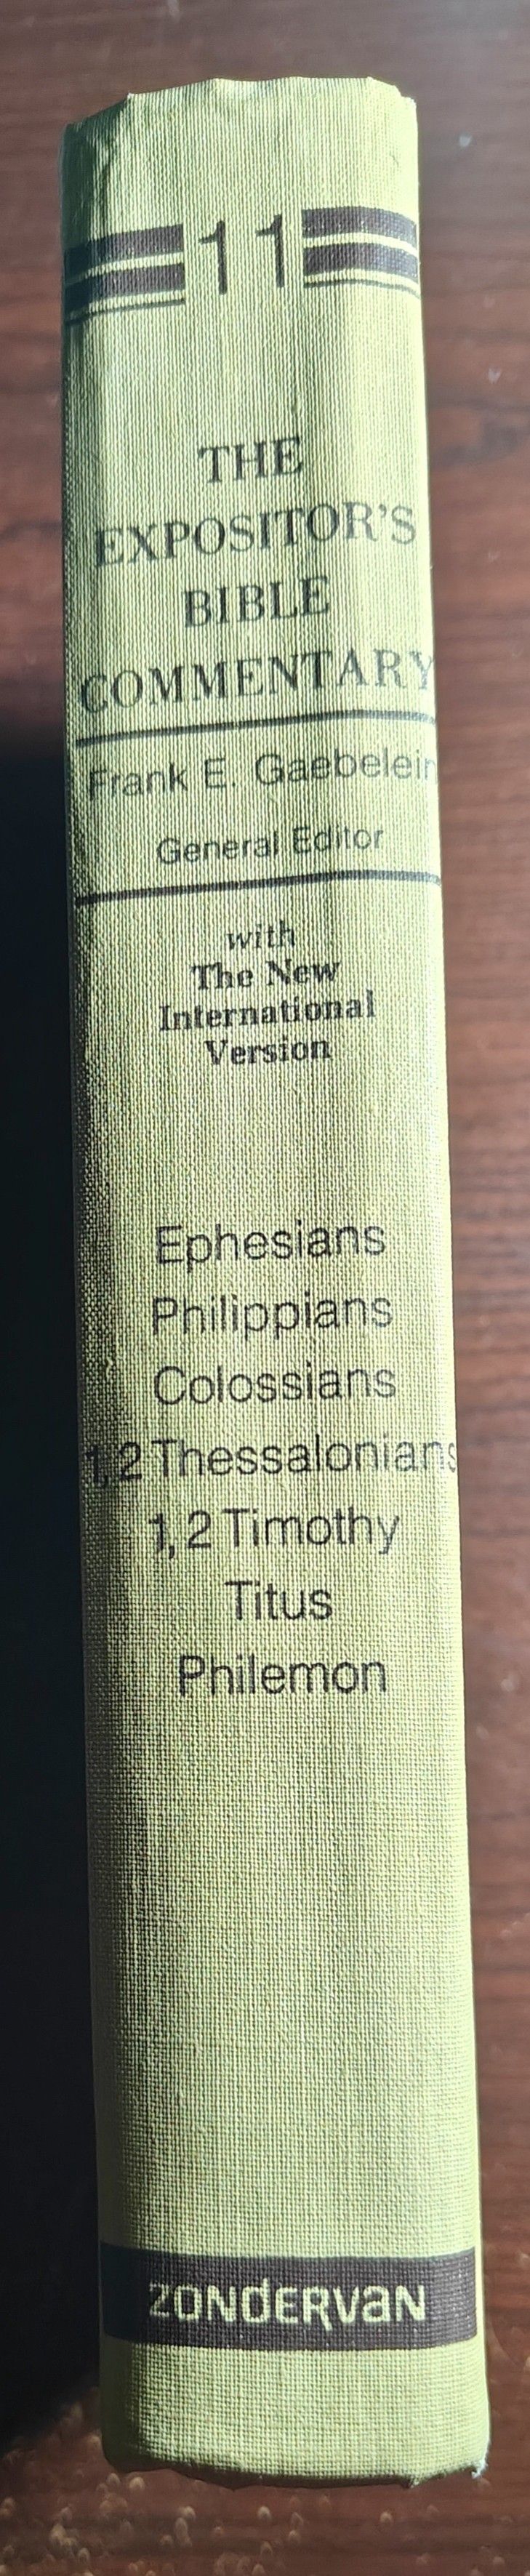 11
THE
EXPOSITOR'S
BIBLE
COMMENTARY
Frank E. Gaebelein
General Editor
with
The New
International
Version
Ephesians
Philippians
Colossians
1,2 Thessalonians
1,2 Timothy
Titus
Philemon
ZONDERVAN